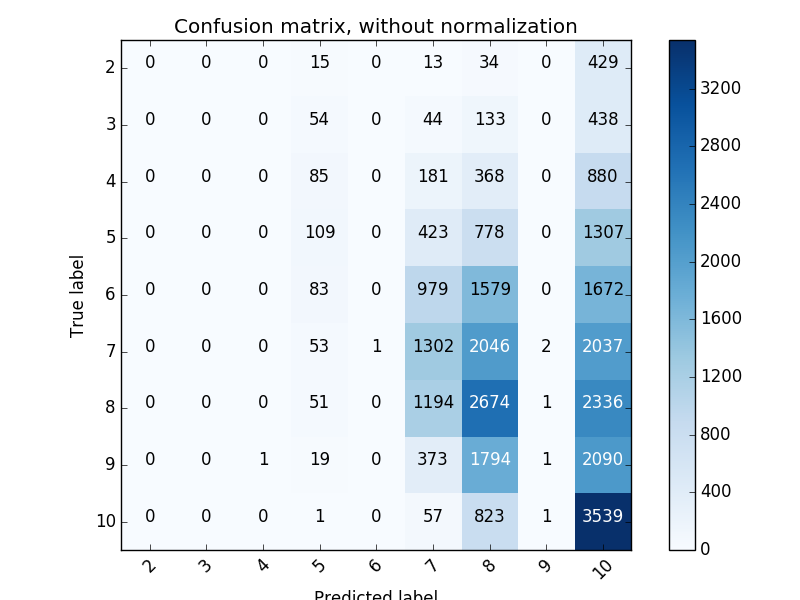 Confusion matrix, without normalization
2 0 0 0 15 0 13 34 0 429
3 0 0 0 54 0 44 133 0 438
4 0 0 0 85 0 181 368 0 880
5 0 0 0 109 0 423 778 0 1307
6 0 0 0 83 0 979 1579 0 1672
7 0 0 0 53 1 1302 2046 2 2037
8 0 0 0 51 0 1194 2674 1 2336
9 0 0 1 19 0 373 1794 1 2090
10 0 0 0 1 0 57 823 1 3539
2 3 4 5 6 7 8 9 10
True label
Predicted label
3200
2800
2400
2000
1600
1200
800
400
0